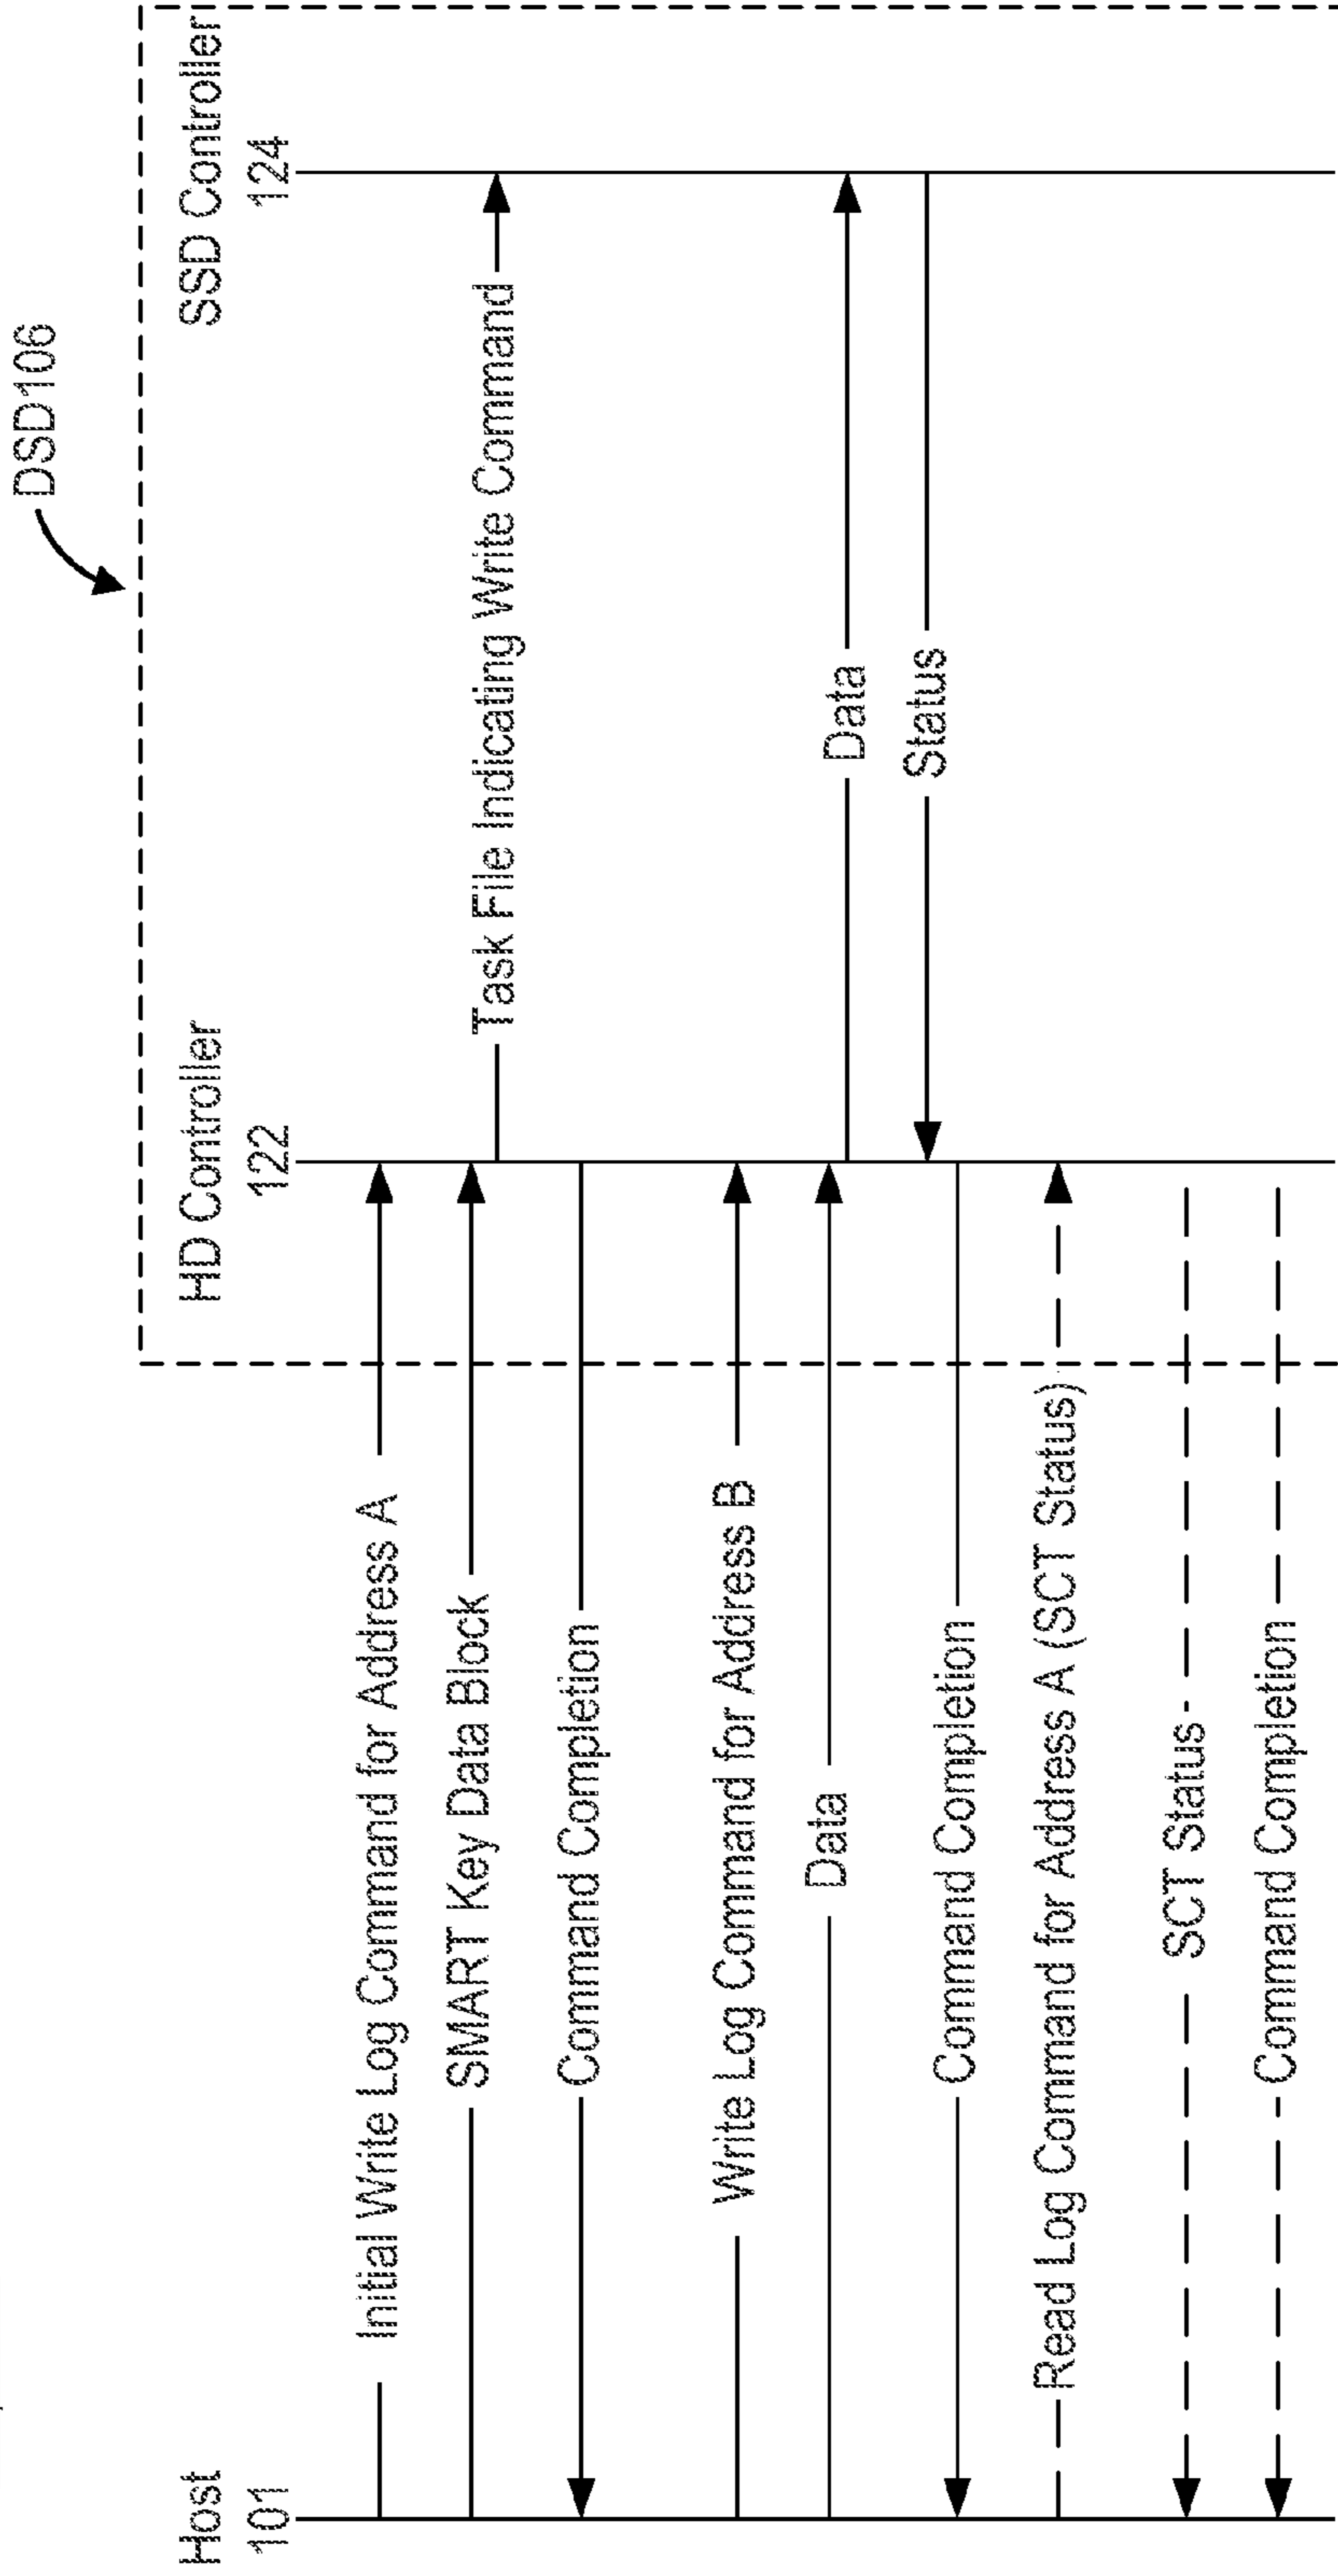 DSD106
Host
101
HD Controller
122
SSD Controller
124
Initial Write Log Command for Address A
SMART Key Data Block
Task File Indicating Write Command
Command Completion
Write Log Command for Address B
Data
Data
Status
Command Completion
Read Log Command for Address A (SCT Status)
SCT Status
Command Completion